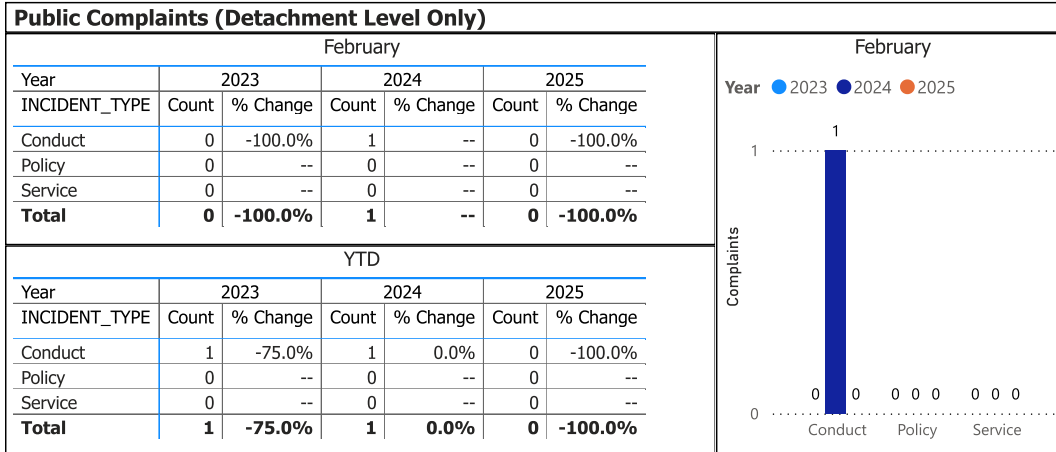 Public Complaints (Detachment Level Only)
February
Year 2023 2024 2025
INCIDENT_TYPE Count % Change Count % Change Count % Change
Conduct 0 -100.0% 1 -- 0 -100.0%
Policy 0 -- 0 -- 0 --
Service 0 -- 0 -- 0 --
Total 0 -100.0% 1 -- 0 -100.0%
YTD
Year 2023 2024 2025
INCIDENT_TYPE Count % Change Count % Change Count % Change
Conduct 1 -75.0% 1 0.0% 0 -100.0%
Policy 0 -- 0 -- 0 --
Service 0 -- 0 -- 0 --
Total 1 -75.0% 1 0.0% 0 -100.0%
February
Year 2023 2024 2025
1
1
Complaints
0 0 0 0 0 0 0 0
0
Conduct Policy Service